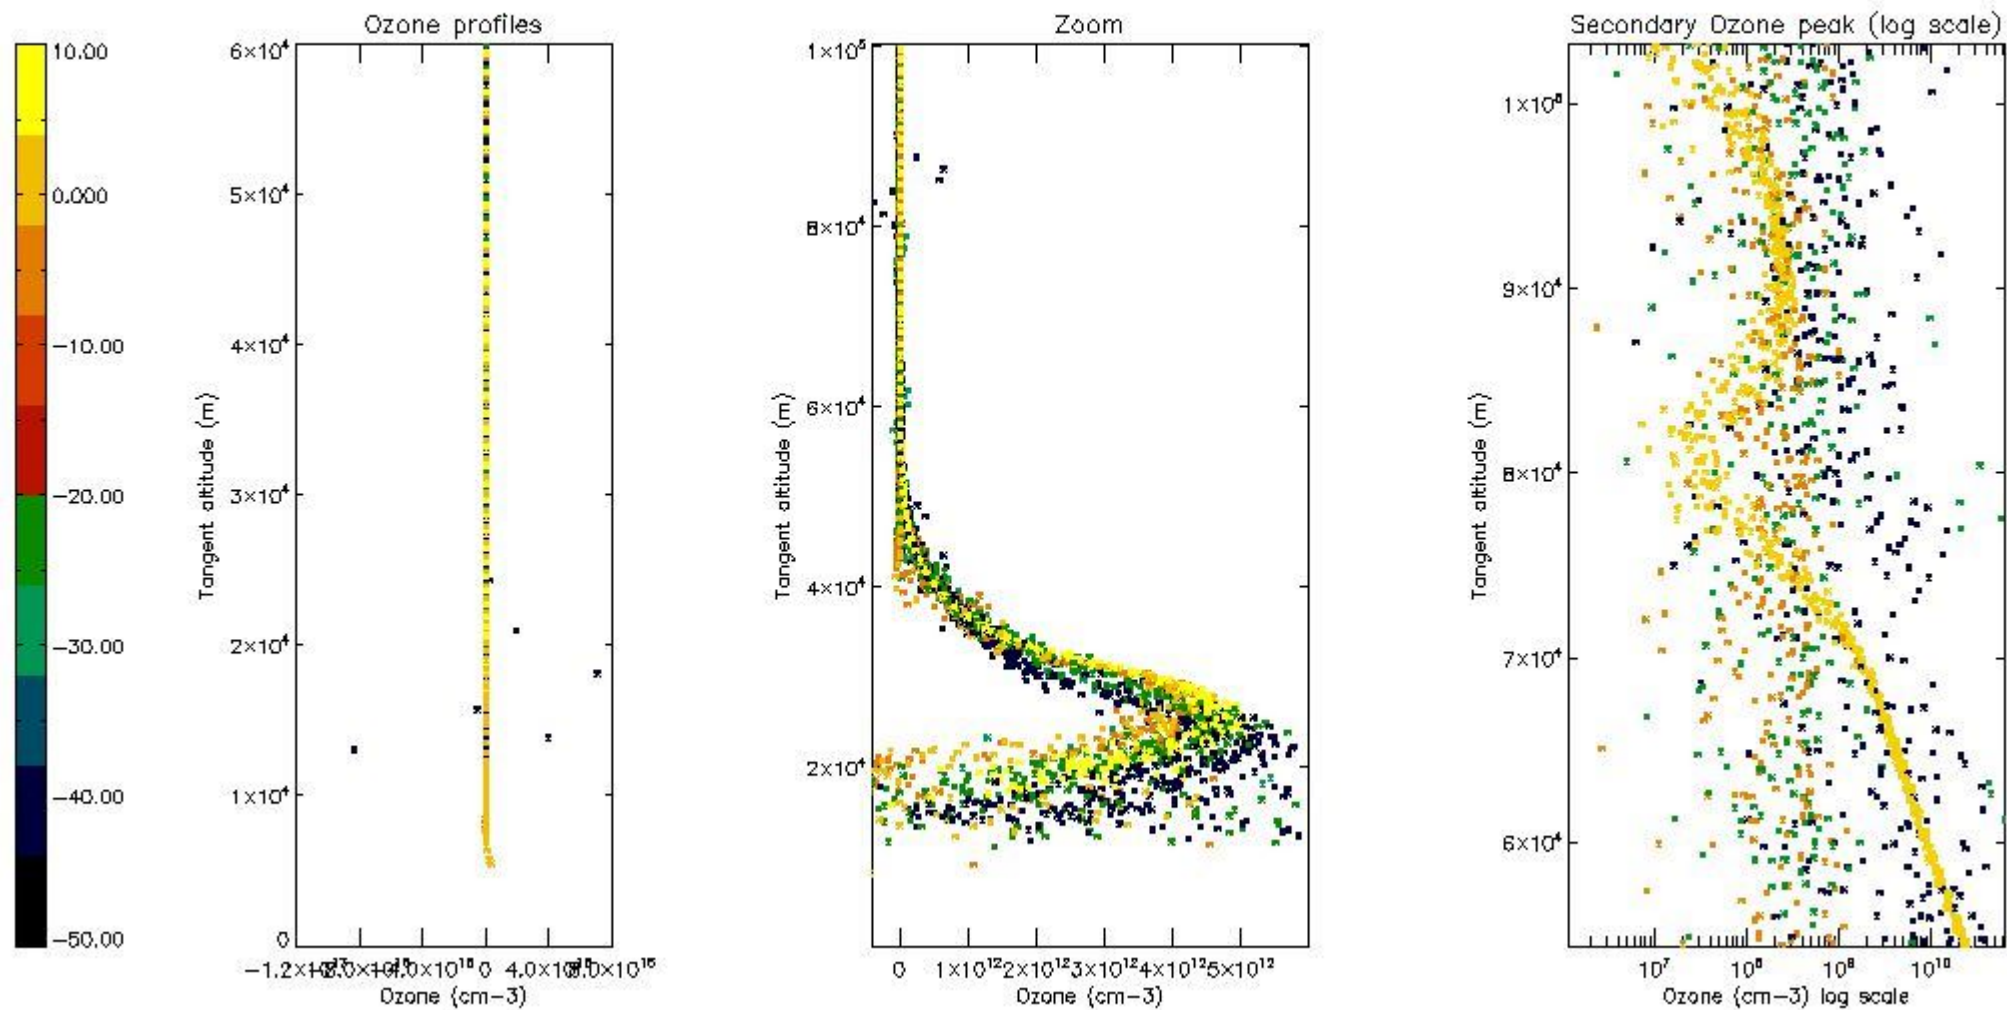 Ozone profiles
Zoom
Secondary Ozone peak (log scale)
10.00
0.000
−10.00
−20.00
−30.00
−40.00
−50.00
6×10⁴
5×10⁴
4×10⁴
3×10⁴
2×10⁴
1×10⁴
0
Tangent altitude (m)
0
Ozone (cm−3)
1×10⁵
8×10⁴
6×10⁴
4×10⁴
2×10⁴
Tangent altitude (m)
0 1×10¹² 2×10¹² 3×10¹² 4×10¹² 5×10¹²
Ozone (cm−3)
9×10⁴
8×10⁴
7×10⁴
6×10⁴
Tangent altitude (m)
10⁷ 10¹⁰
Ozone (cm−3) log scale